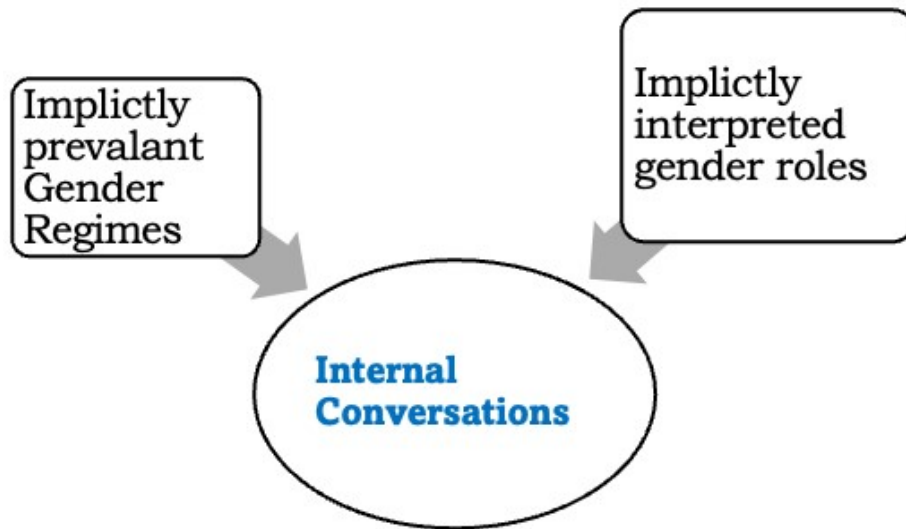 Implictly
prevalant
Gender
Regimes
Implictly
interpreted
gender roles
Internal
Conversations